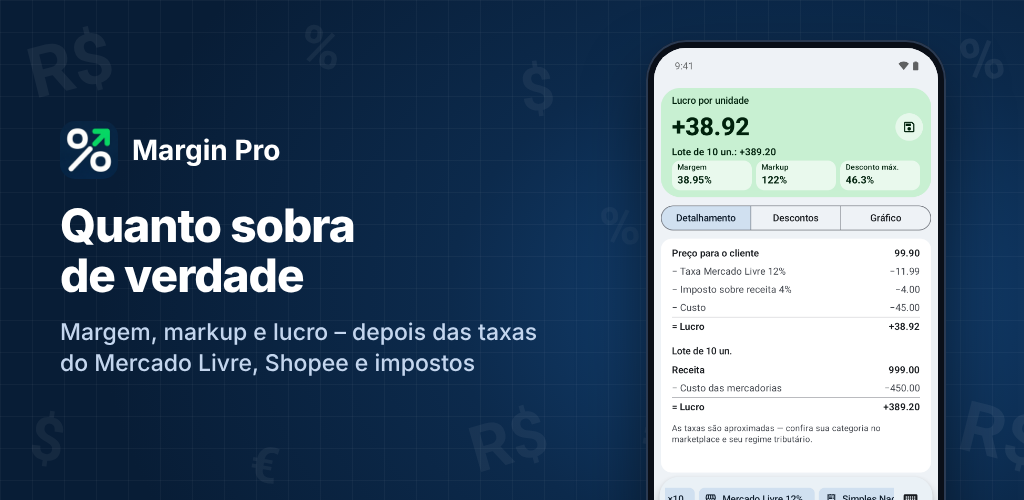 R$
%
$
%
%
$
€
R$
R$
Margin Pro
Quanto sobra
de verdade
Margem, markup e lucro – depois das taxas
do Mercado Livre, Shopee e impostos
9:41
Lucro por unidade
+38.92
Lote de 10 un.: +389.20
Margem Markup Desconto máx.
38.95% 122% 46.3%
Detalhamento Descontos Gráfico
Preço para o cliente 99.90
− Taxa Mercado Livre 12% −11.99
− Imposto sobre receita 4% −4.00
− Custo −45.00
= Lucro +38.92
Lote de 10 un.
Receita 999.00
− Custo das mercadorias −450.00
= Lucro +389.20
As taxas são aproximadas — confira sua categoria no
marketplace e seu regime tributário.
x10 Mercado Livre 12% Simples Nac